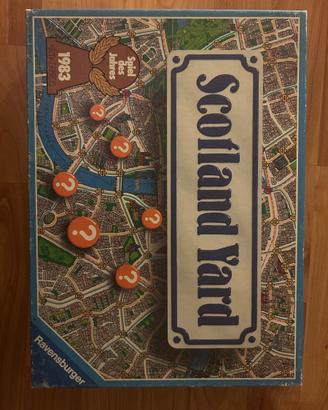 Spiel
des
Jahres
1983
Scotland Yard
?
?
?
?
?
?
Ravensburger